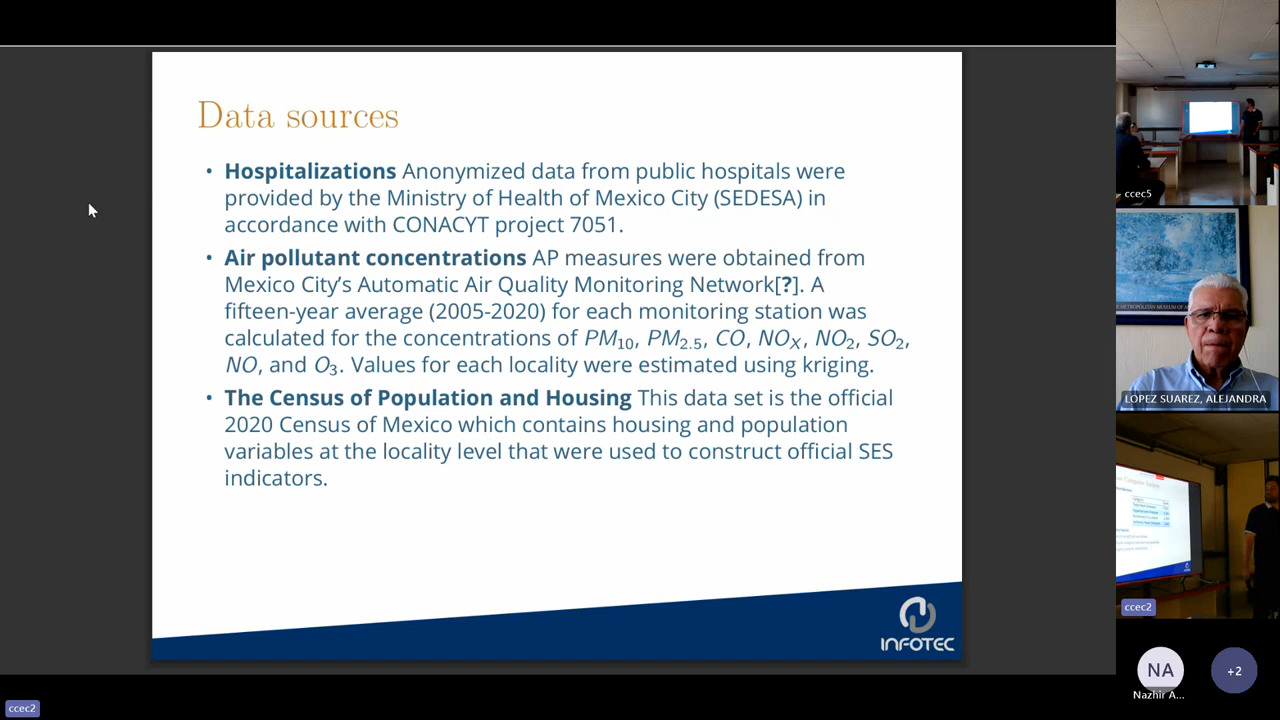 Data sources
• Hospitalizations Anonymized data from public hospitals were
provided by the Ministry of Health of Mexico City (SEDESA) in
accordance with CONACYT project 7051.
• Air pollutant concentrations AP measures were obtained from
Mexico City's Automatic Air Quality Monitoring Network[?]. A
fifteen-year average (2005-2020) for each monitoring station was
calculated for the concentrations of PM₁₀, PM₂.₅, CO, NOₓ, NO₂, SO₂,
NO, and O₃. Values for each locality were estimated using kriging.
• The Census of Population and Housing This data set is the official
2020 Census of Mexico which contains housing and population
variables at the locality level that were used to construct official SES
indicators.
INFOTEC
ccec2
ccec5
LOPEZ SUAREZ, ALEJANDRA
ccec2
NA
Nazhir A...
+2